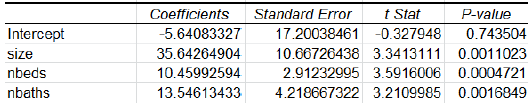 Coefficients Standard Error t Stat P-value
Intercept -5.64083327 17.20038461 -0.327948 0.743504
size 35.64264904 10.66726438 3.3413111 0.0011023
nbeds 10.45992594 2.91232995 3.5916006 0.0004721
nbaths 13.54613433 4.218667322 3.2109985 0.0016849